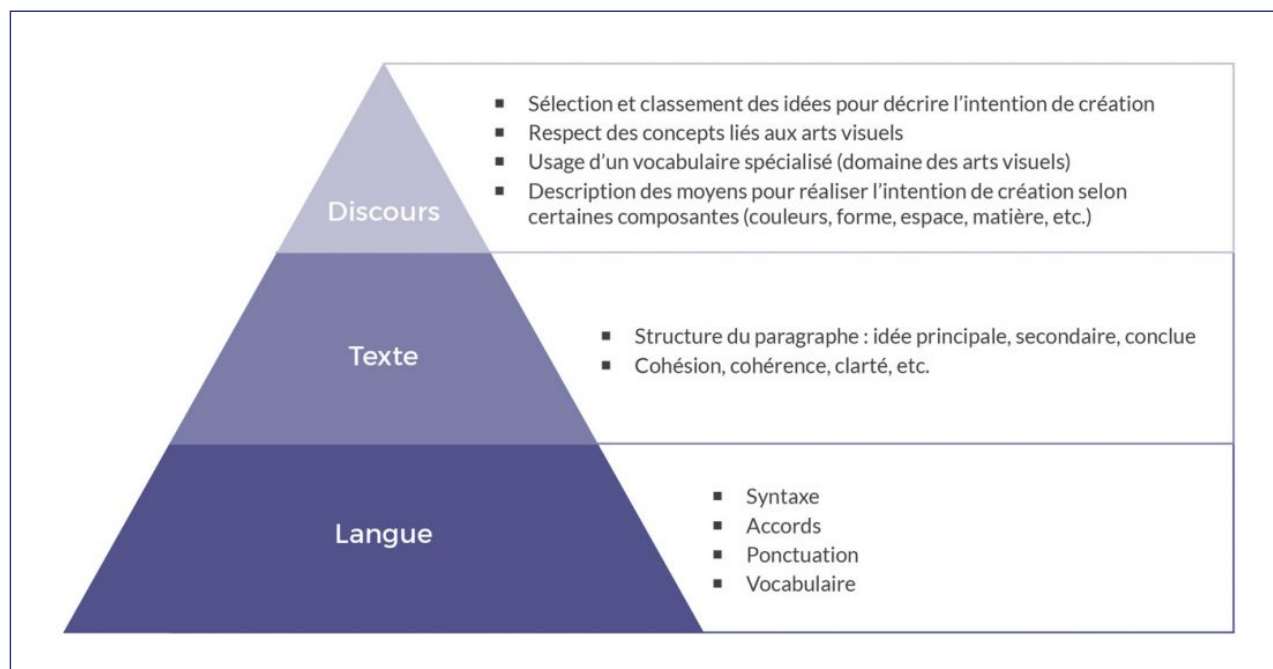 ■ Sélection et classement des idées pour décrire l’intention de création
■ Respect des concepts liés aux arts visuels
■ Usage d’un vocabulaire spécialisé (domaine des arts visuels)
■ Description des moyens pour réaliser l’intention de création selon
certaines composantes (couleurs, forme, espace, matière, etc.)
Discours
■ Structure du paragraphe : idée principale, secondaire, conclue
■ Cohésion, cohérence, clarté, etc.
Texte
■ Syntaxe
■ Accords
■ Ponctuation
■ Vocabulaire
Langue